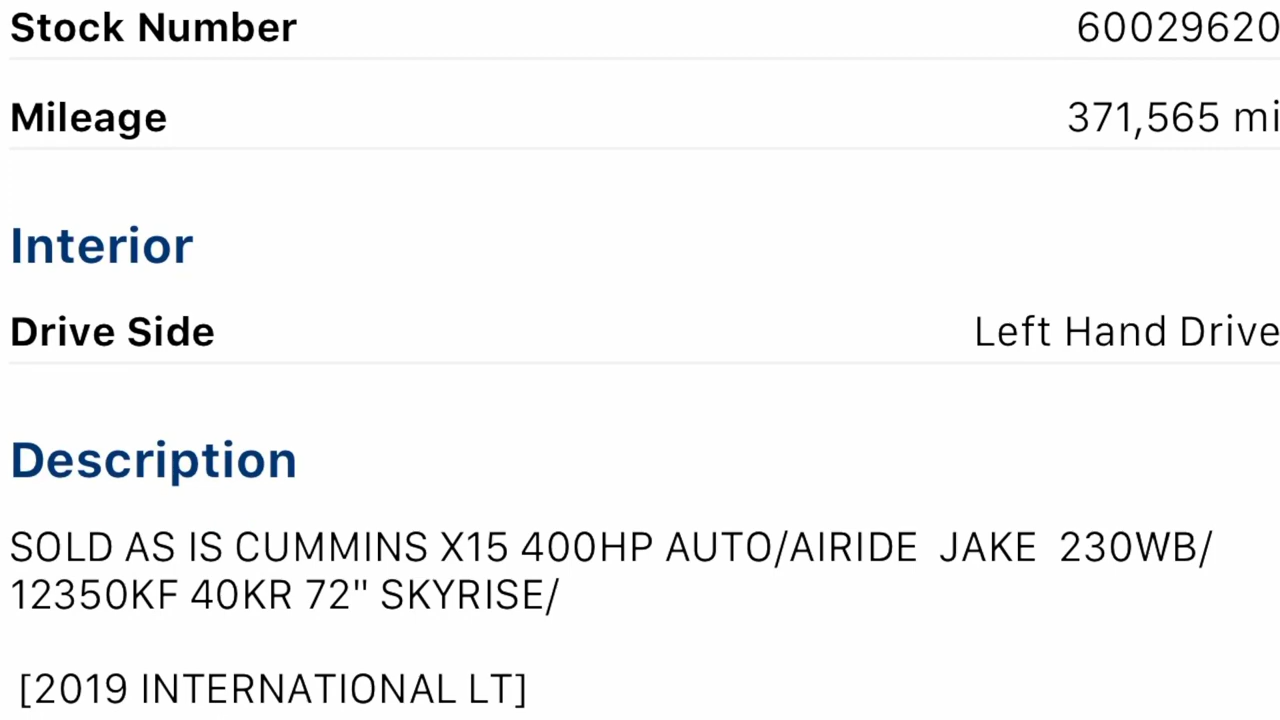 Stock Number 60029620
Mileage 371,565 mi
Interior
Drive Side Left Hand Drive
Description
SOLD AS IS CUMMINS X15 400HP AUTO/AIRIDE  JAKE  230WB/
12350KF 40KR 72" SKYRISE/
[2019 INTERNATIONAL LT]